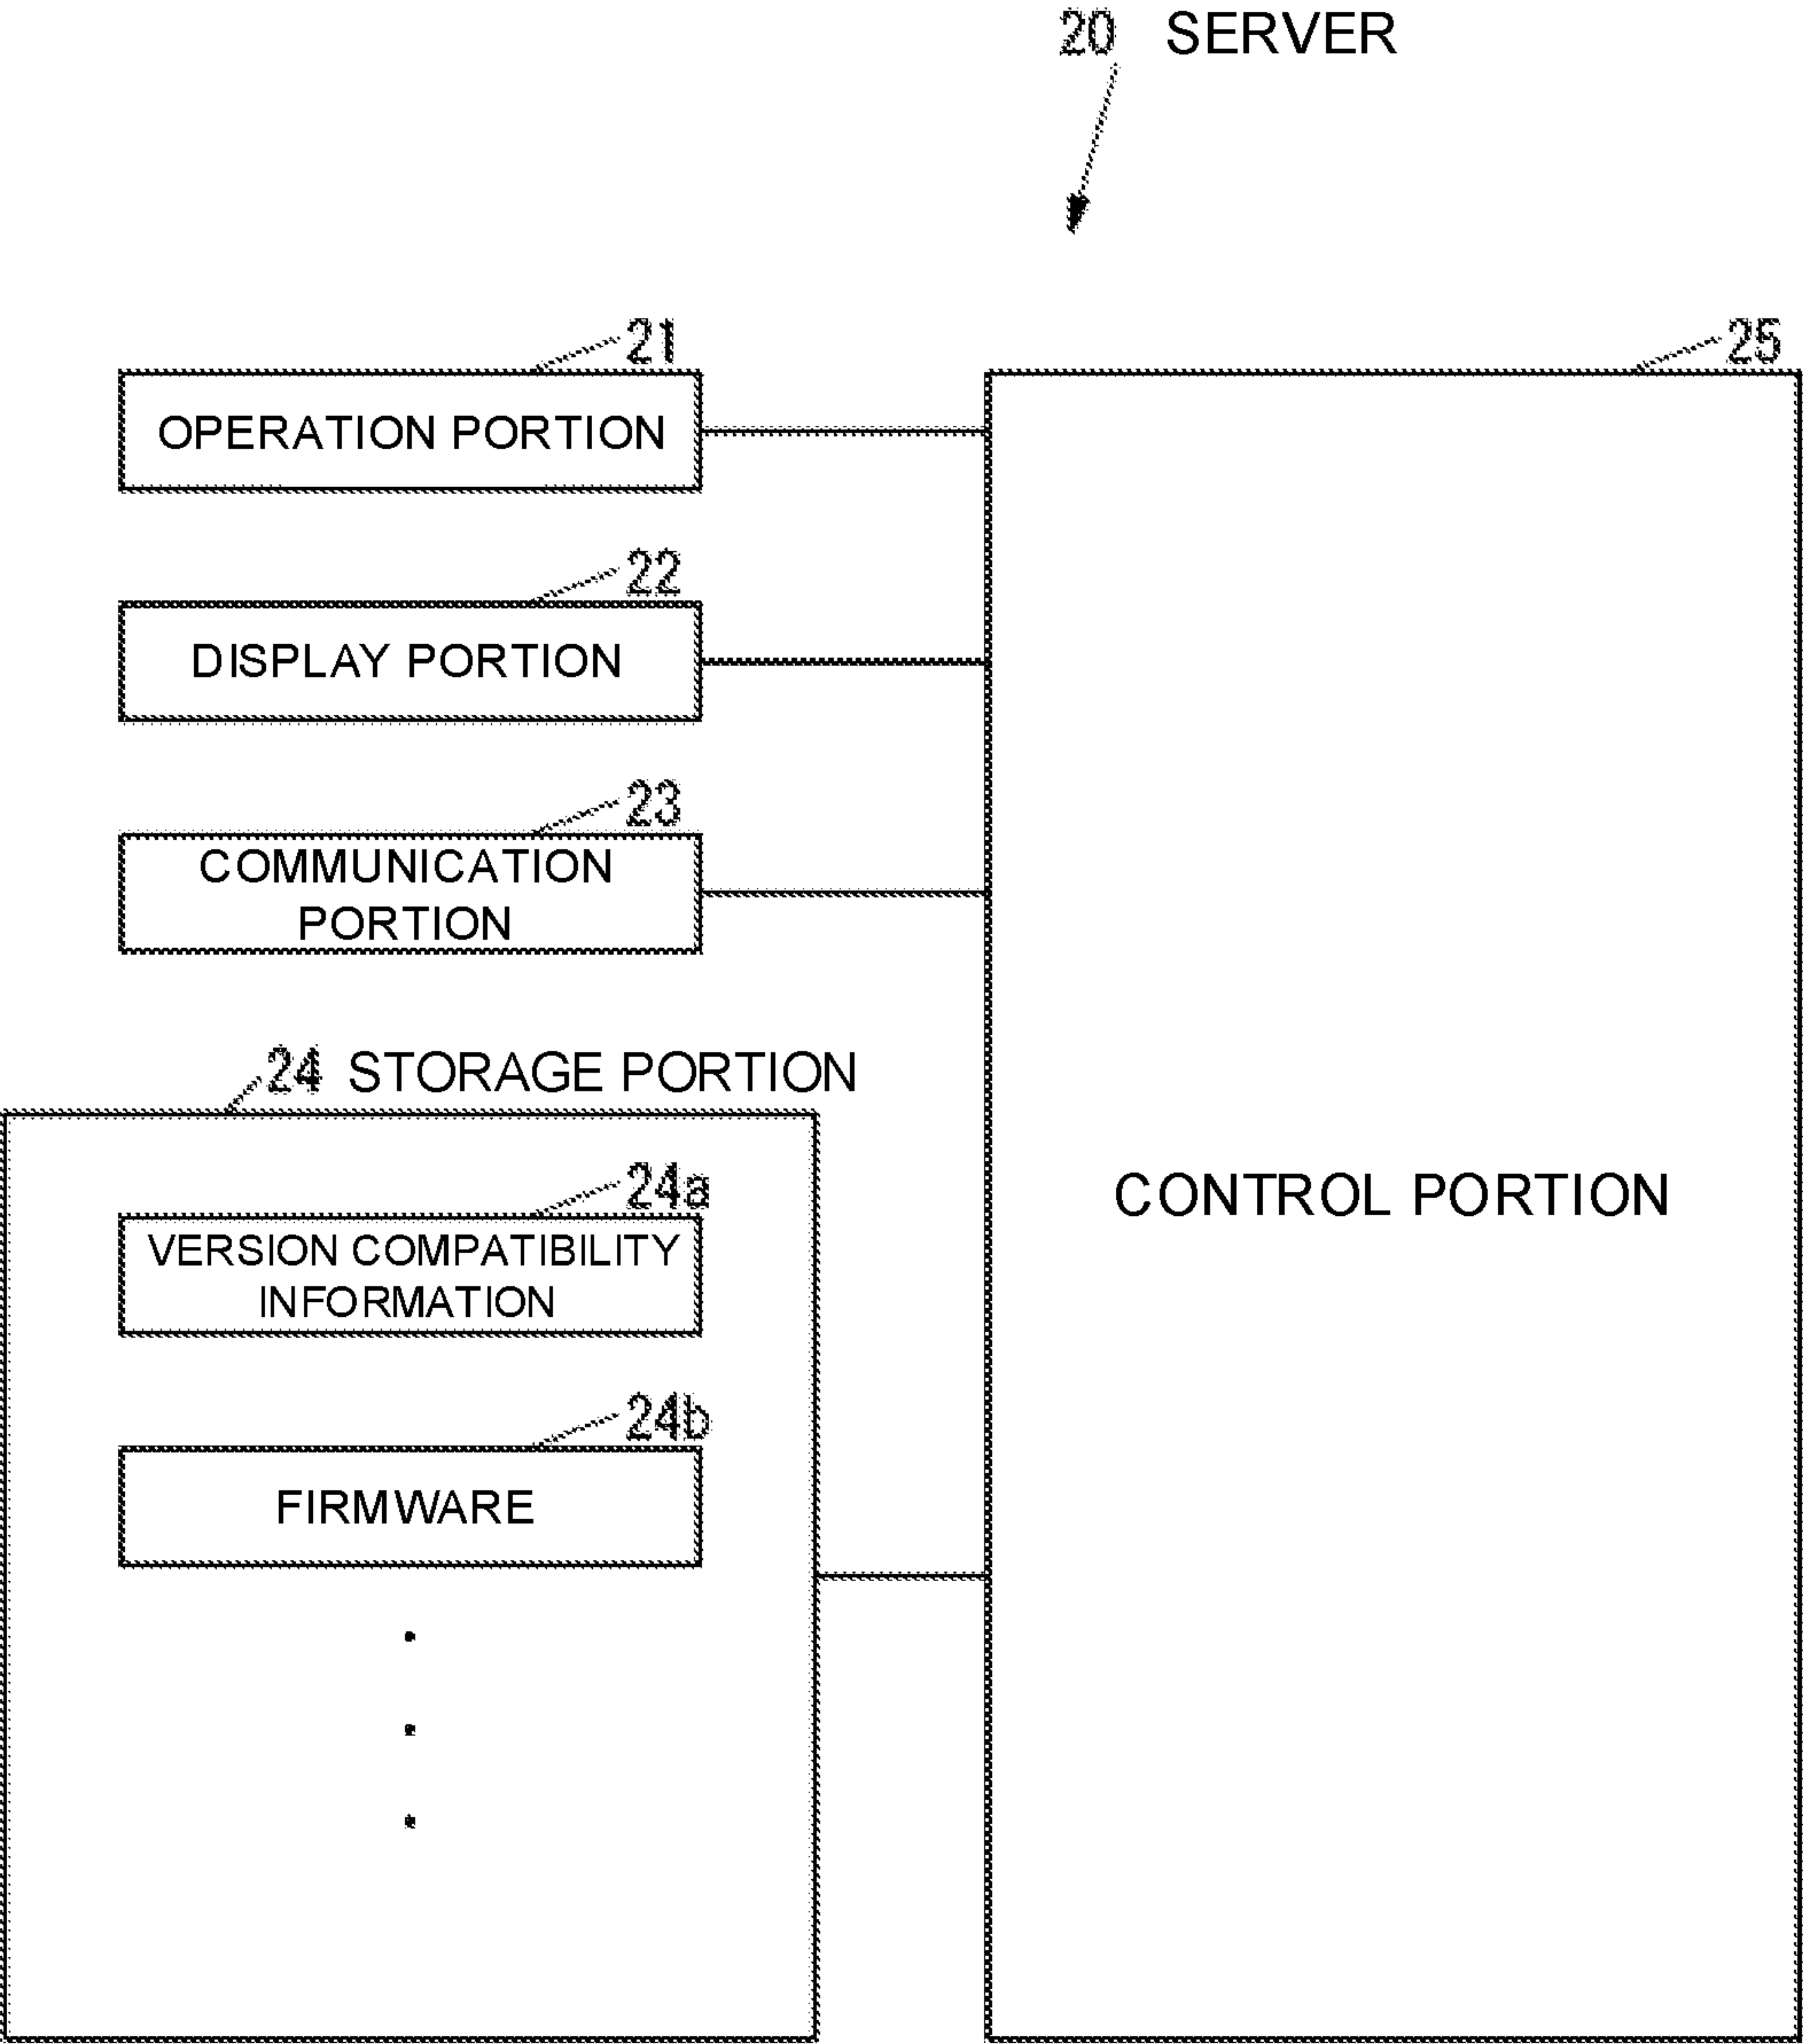 20 SERVER
21
25
OPERATION PORTION
22
DISPLAY PORTION
23
COMMUNICATION
PORTION
24 STORAGE PORTION
24a
VERSION COMPATIBILITY
INFORMATION
CONTROL PORTION
24b
FIRMWARE